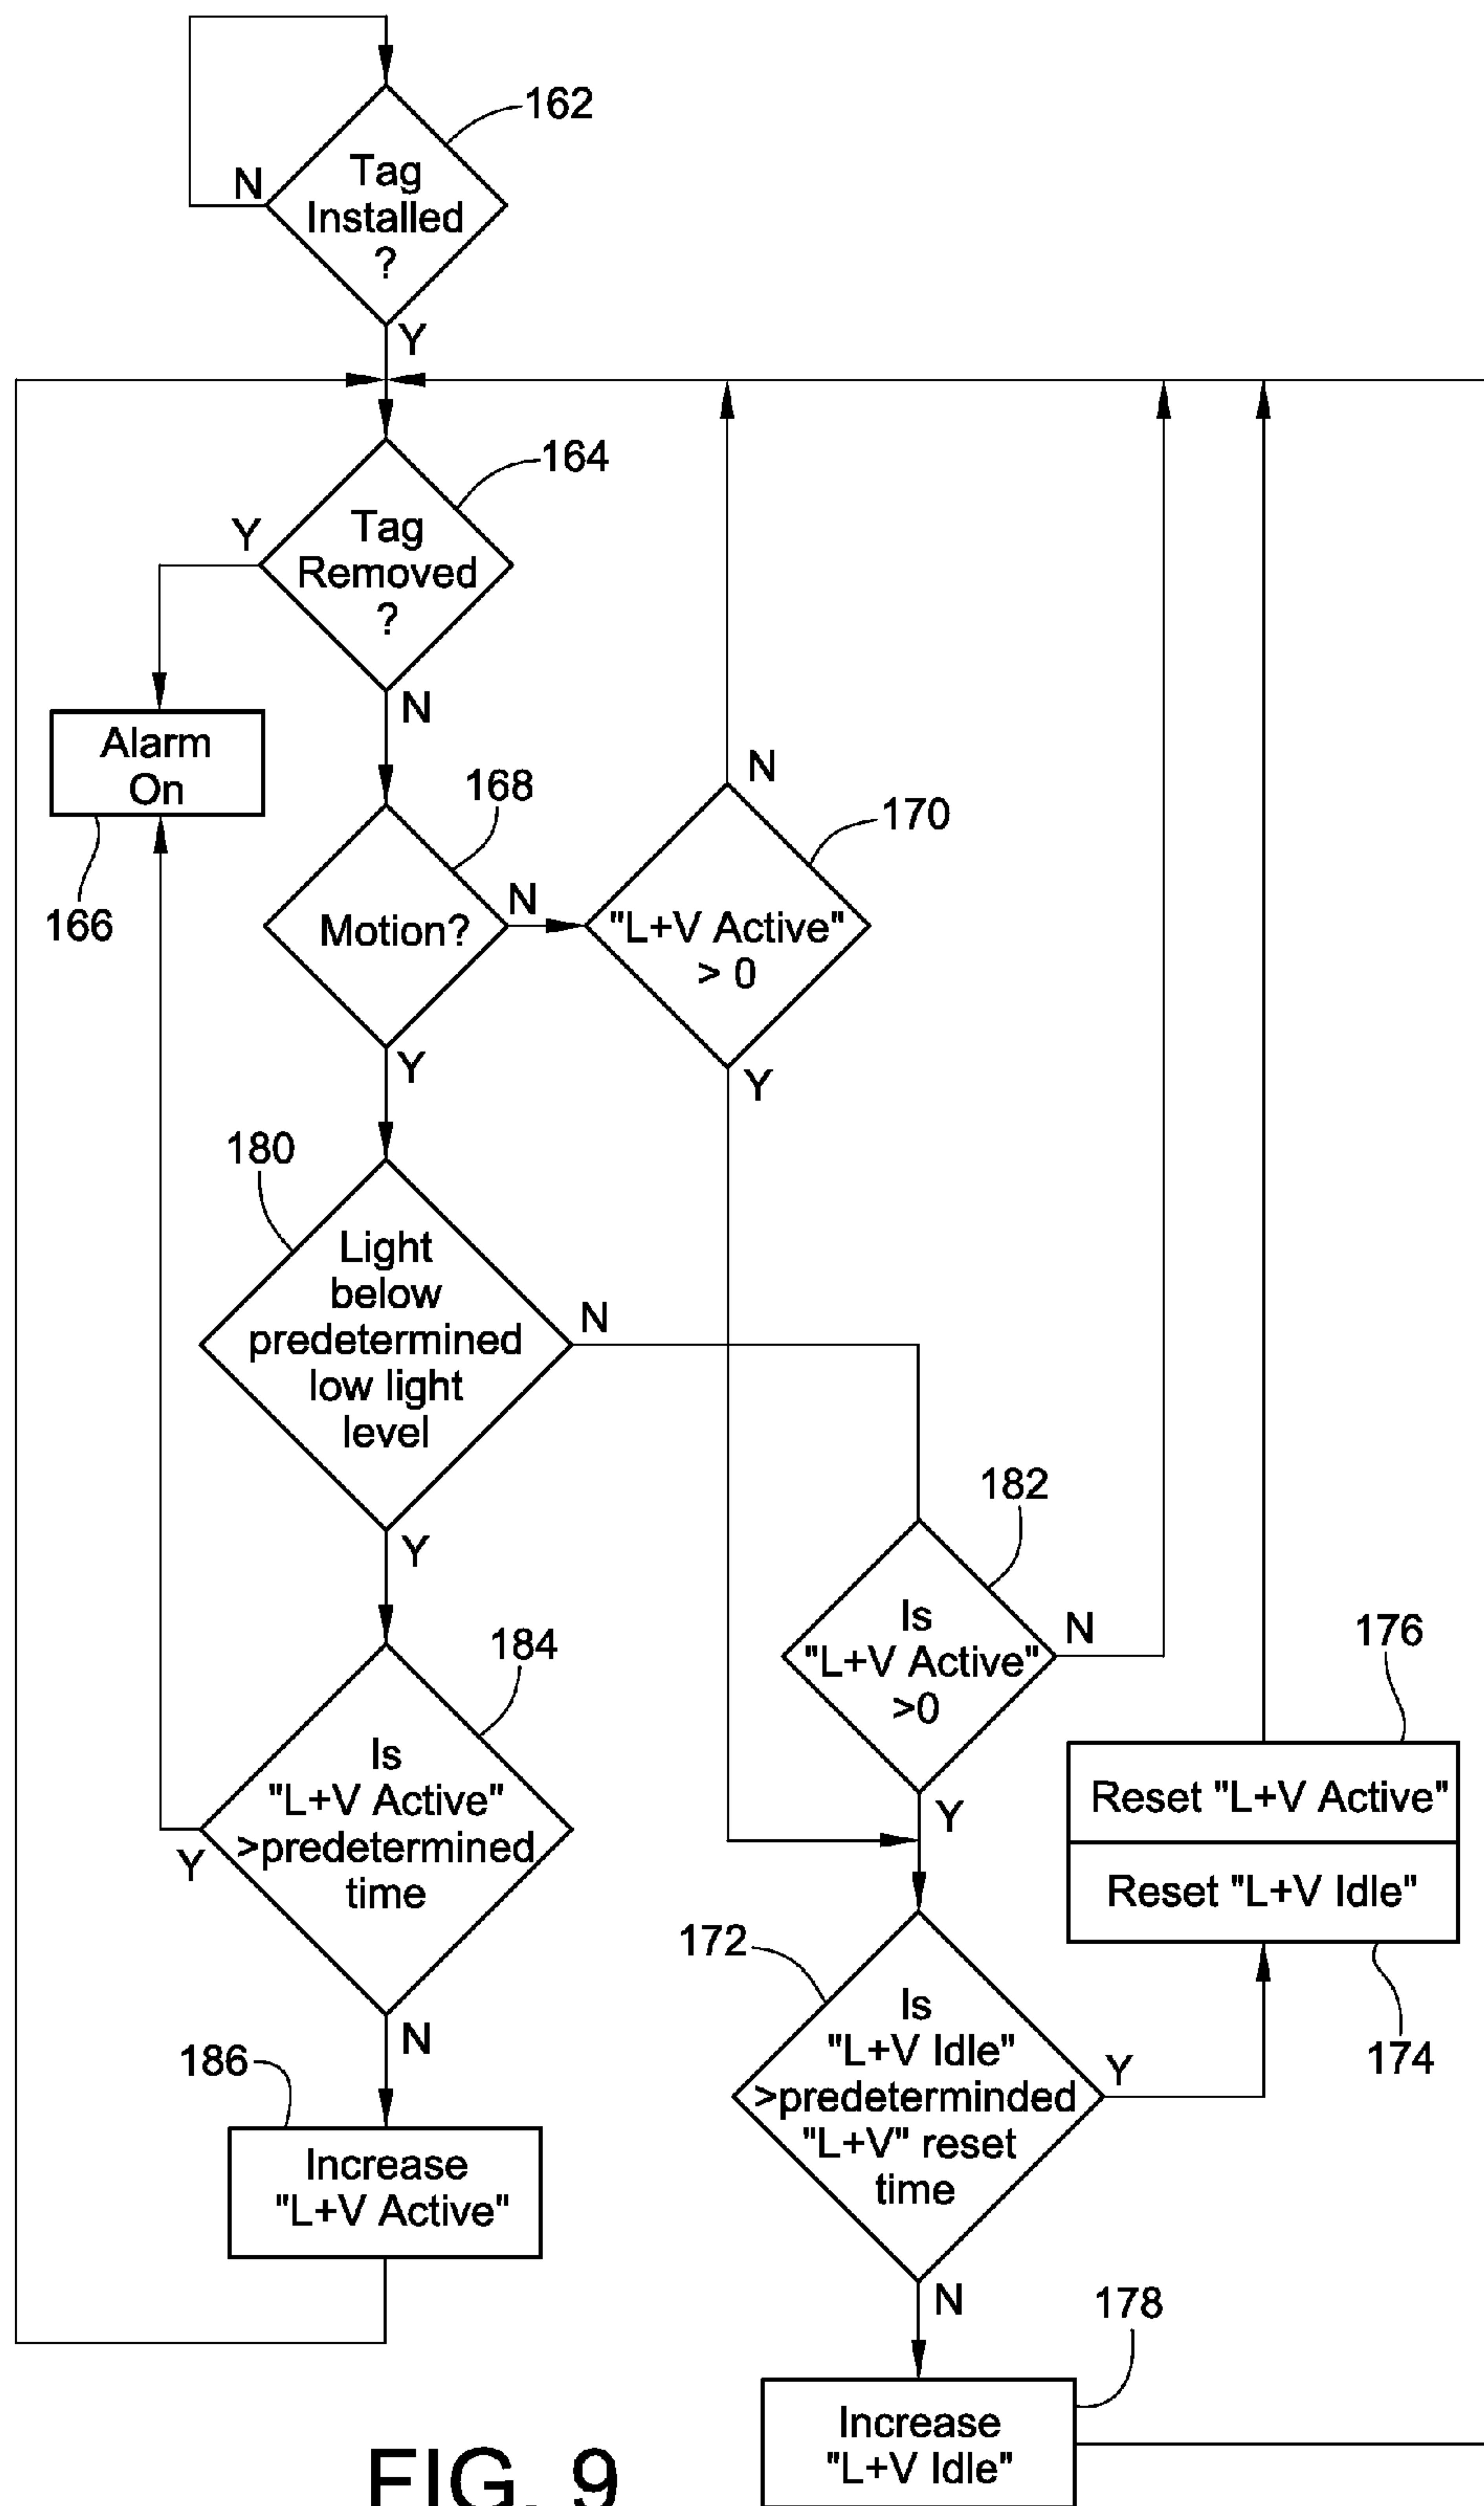 162
N
Tag
Installed
?
Y
164
Y
Tag
Removed
?
N
Alarm
On
166
168
Motion?
N
Y
N
170
"L+V Active"
> 0
Y
180
Light
below
predetermined
low light
level
N
Y
182
Is
"L+V Active"
>0
N
Y
184
Is
"L+V Active"
>predetermined
time
Y
N
176
Reset "L+V Active"
Reset "L+V Idle"
174
172
Is
"L+V Idle"
>predeterminded
"L+V" reset
time
Y
N
186
Increase
"L+V Active"
178
Increase
"L+V Idle"
FIG. 9